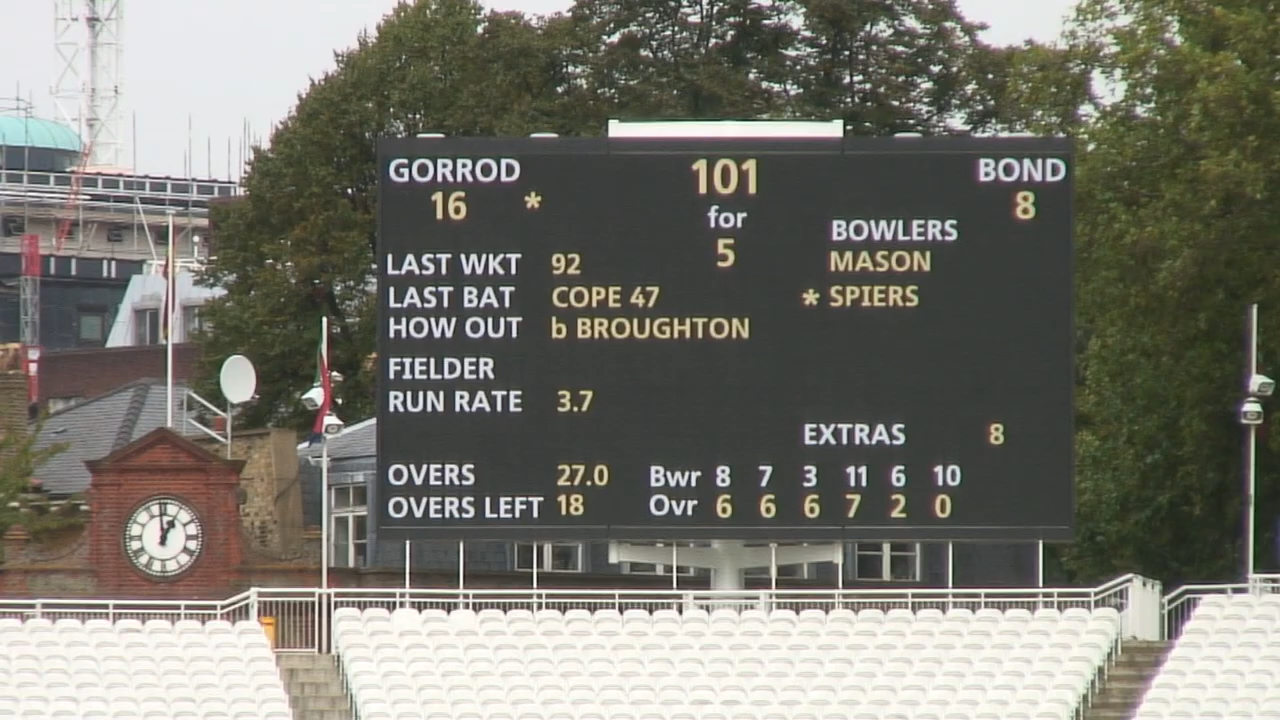 GORROD 101 BOND
16 * for 8
5 BOWLERS
LAST WKT 92 MASON
LAST BAT COPE 47 * SPIERS
HOW OUT b BROUGHTON
FIELDER
RUN RATE 3.7
EXTRAS 8
OVERS 27.0 Bwr 8 7 3 11 6 10
OVERS LEFT 18 Ovr 6 6 6 7 2 0